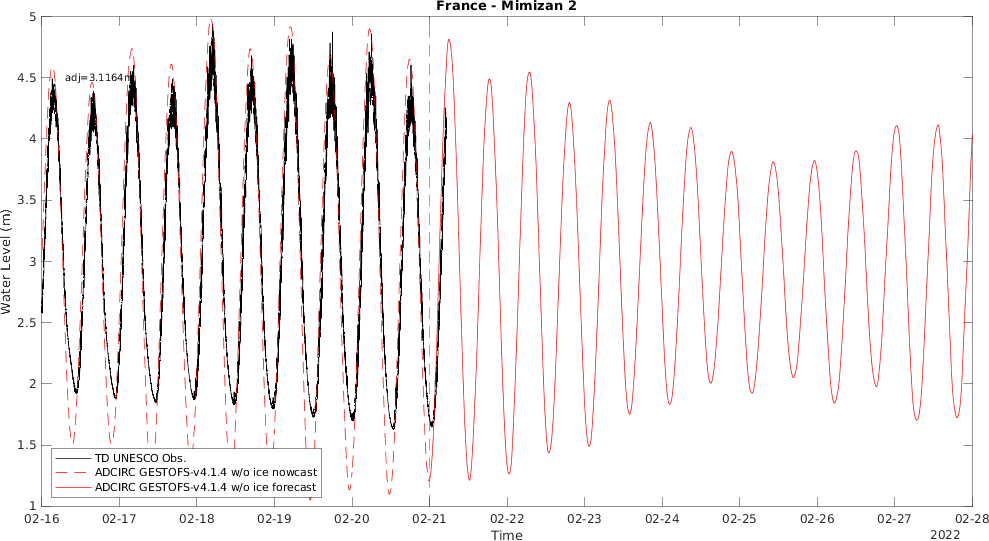 France - Mimizan 2
5
4.5
4
3.5
3
2.5
2
1.5
1
Water Level (m)
adj=3.1164m
TD UNESCO Obs.
ADCIRC GESTOFS-v4.1.4 w/o ice nowcast
ADCIRC GESTOFS-v4.1.4 w/o ice forecast
02-16 02-17 02-18 02-19 02-20 02-21 02-22 02-23 02-24 02-25 02-26 02-27 02-28
Time
2022